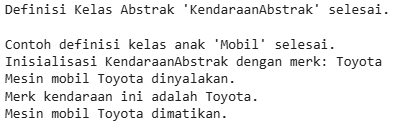 Definisi Kelas Abstrak 'KendaraanAbstrak' selesai.

Contoh definisi kelas anak 'Mobil' selesai.
Inisialisasi KendaraanAbstrak dengan merk: Toyota
Mesin mobil Toyota dinyalakan.
Merk kendaraan ini adalah Toyota.
Mesin mobil Toyota dimatikan.